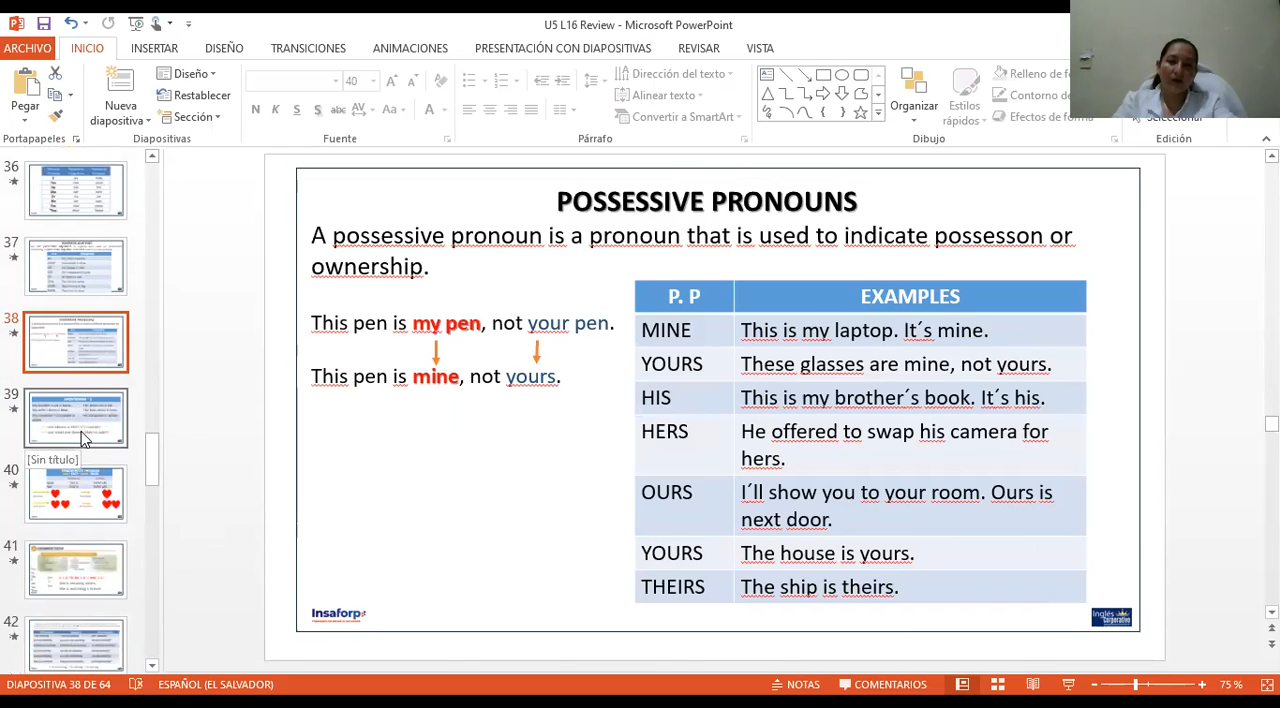 U5 L16 Review - Microsoft PowerPoint
ARCHIVO INICIO INSERTAR DISEÑO TRANSICIONES ANIMACIONES PRESENTACIÓN CON DIAPOSITIVAS REVISAR VISTA
Pegar
Nueva
diapositiva
Diseño
Restablecer
Sección
40
N K S S abc AV Aa A
Dirección del texto
Alinear texto
Convertir a SmartArt
Organizar
Estilos
rápidos
Relleno de f
Contorno de
Efectos de forma
Seleccionar
Portapapeles Diapositivas Fuente Párrafo Dibujo Edición
36
37
38
39
[Sin título]
40
41
42
POSSESSIVE PRONOUNS
A possessive pronoun is a pronoun that is used to indicate possesson or
ownership.
This pen is my pen, not your pen.
This pen is mine, not yours.
P. P EXAMPLES
MINE This is my laptop. It´s mine.
YOURS These glasses are mine, not yours.
HIS This is my brother´s book. It´s his.
HERS He offered to swap his camera for
hers.
OURS I´ll show you to your room. Ours is
next door.
YOURS The house is yours.
THEIRS The ship is theirs.
Insaforp
Inglés
Corporativo
DIAPOSITIVA 38 DE 64 ESPAÑOL (EL SALVADOR) NOTAS COMENTARIOS 75 %